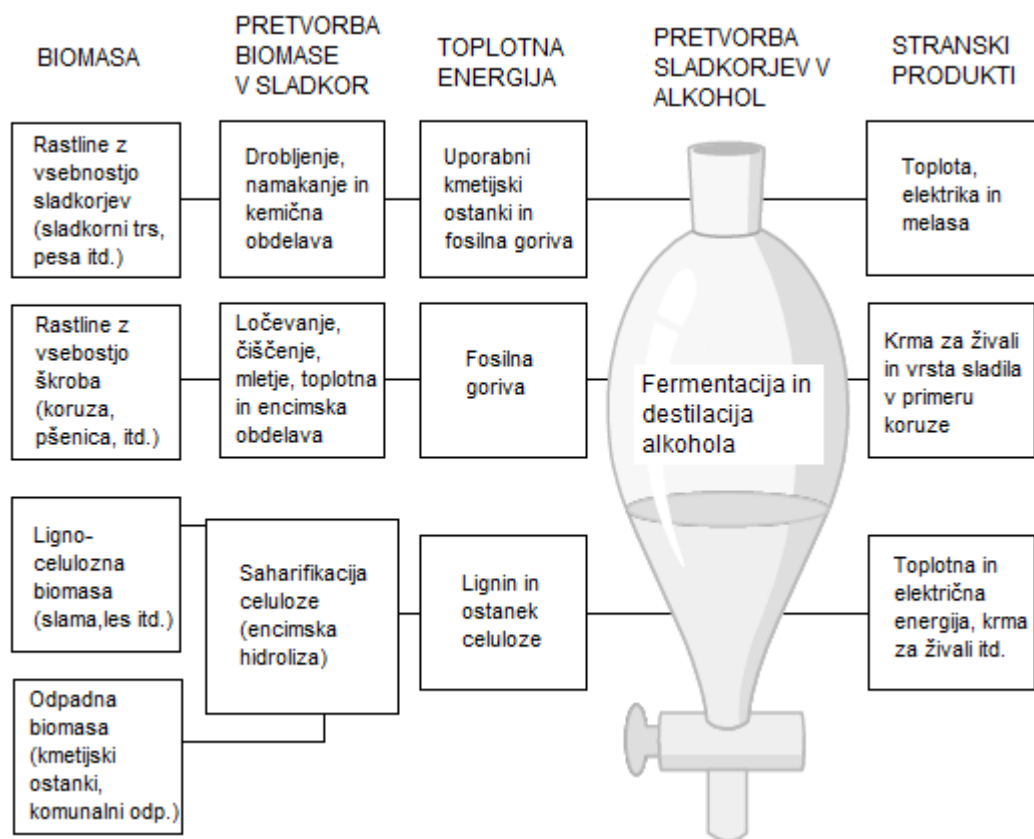 BIOMASA
PRETVORBA
BIOMASE
V SLADKOR
TOPLOTNA
ENERGIJA
PRETVORBA
SLADKORJEV V
ALKOHOL
STRANSKI
PRODUKTI
Rastline z
vsebnostjo
sladkorjev
(sladkorni trs,
pesa itd.)
Drobljenje,
namakanje in
kemična
obdelava
Uporabni
kmetijski
ostanki in
fosilna goriva
Toplota,
elektrika in
melasa
Rastline z
vsebostjo
škroba
(koruza,
pšenica, itd.)
Ločevanje,
čiščenje,
mletje, toplotna
in encimska
obdelava
Fosilna
goriva
Fermentacija in
destilacija
alkohola
Krma za živali
in vrsta sladila
v primeru
koruze
Ligno-
celulozna
biomasa
(slama,les itd.)
Saharifikacija
celuloze
(encimska
hidroliza)
Lignin in
ostanek
celuloze
Toplotna in
električna
energija, krma
za živali itd.
Odpadna
biomasa
(kmetijski
ostanki,
komunalni odp.)